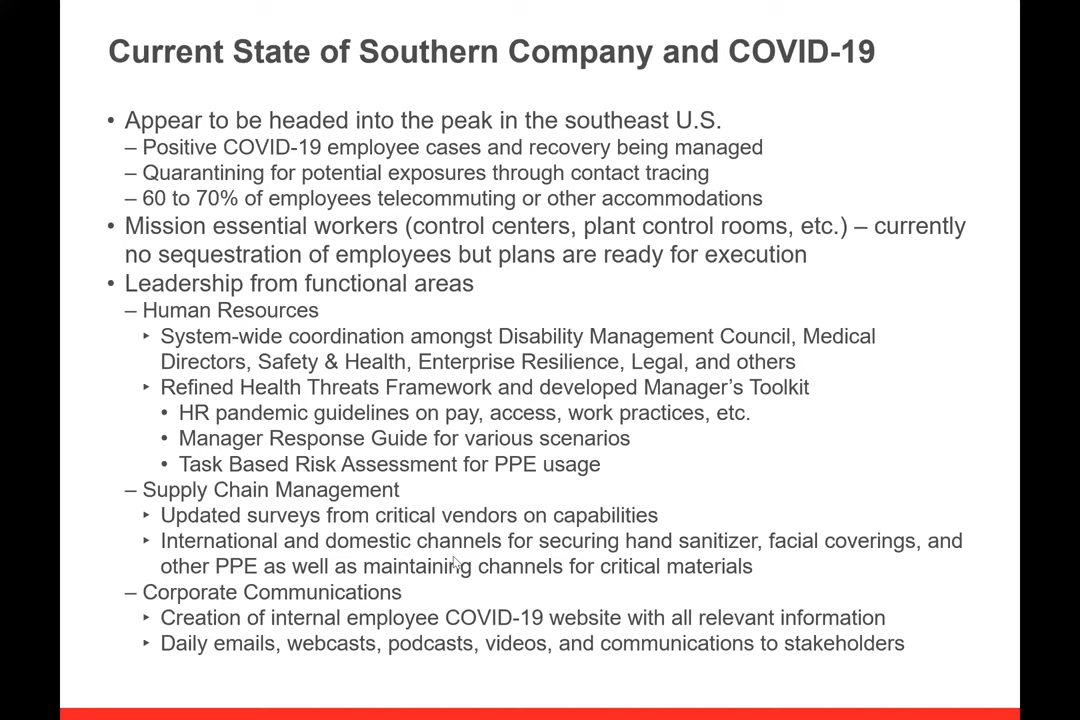 Current State of Southern Company and COVID-19
• Appear to be headed into the peak in the southeast U.S.
– Positive COVID-19 employee cases and recovery being managed
– Quarantining for potential exposures through contact tracing
– 60 to 70% of employees telecommuting or other accommodations
• Mission essential workers (control centers, plant control rooms, etc.) – currently
no sequestration of employees but plans are ready for execution
• Leadership from functional areas
– Human Resources
‣ System-wide coordination amongst Disability Management Council, Medical
Directors, Safety & Health, Enterprise Resilience, Legal, and others
‣ Refined Health Threats Framework and developed Manager’s Toolkit
• HR pandemic guidelines on pay, access, work practices, etc.
• Manager Response Guide for various scenarios
• Task Based Risk Assessment for PPE usage
– Supply Chain Management
‣ Updated surveys from critical vendors on capabilities
‣ International and domestic channels for securing hand sanitizer, facial coverings, and
other PPE as well as maintaining channels for critical materials
– Corporate Communications
‣ Creation of internal employee COVID-19 website with all relevant information
‣ Daily emails, webcasts, podcasts, videos, and communications to stakeholders